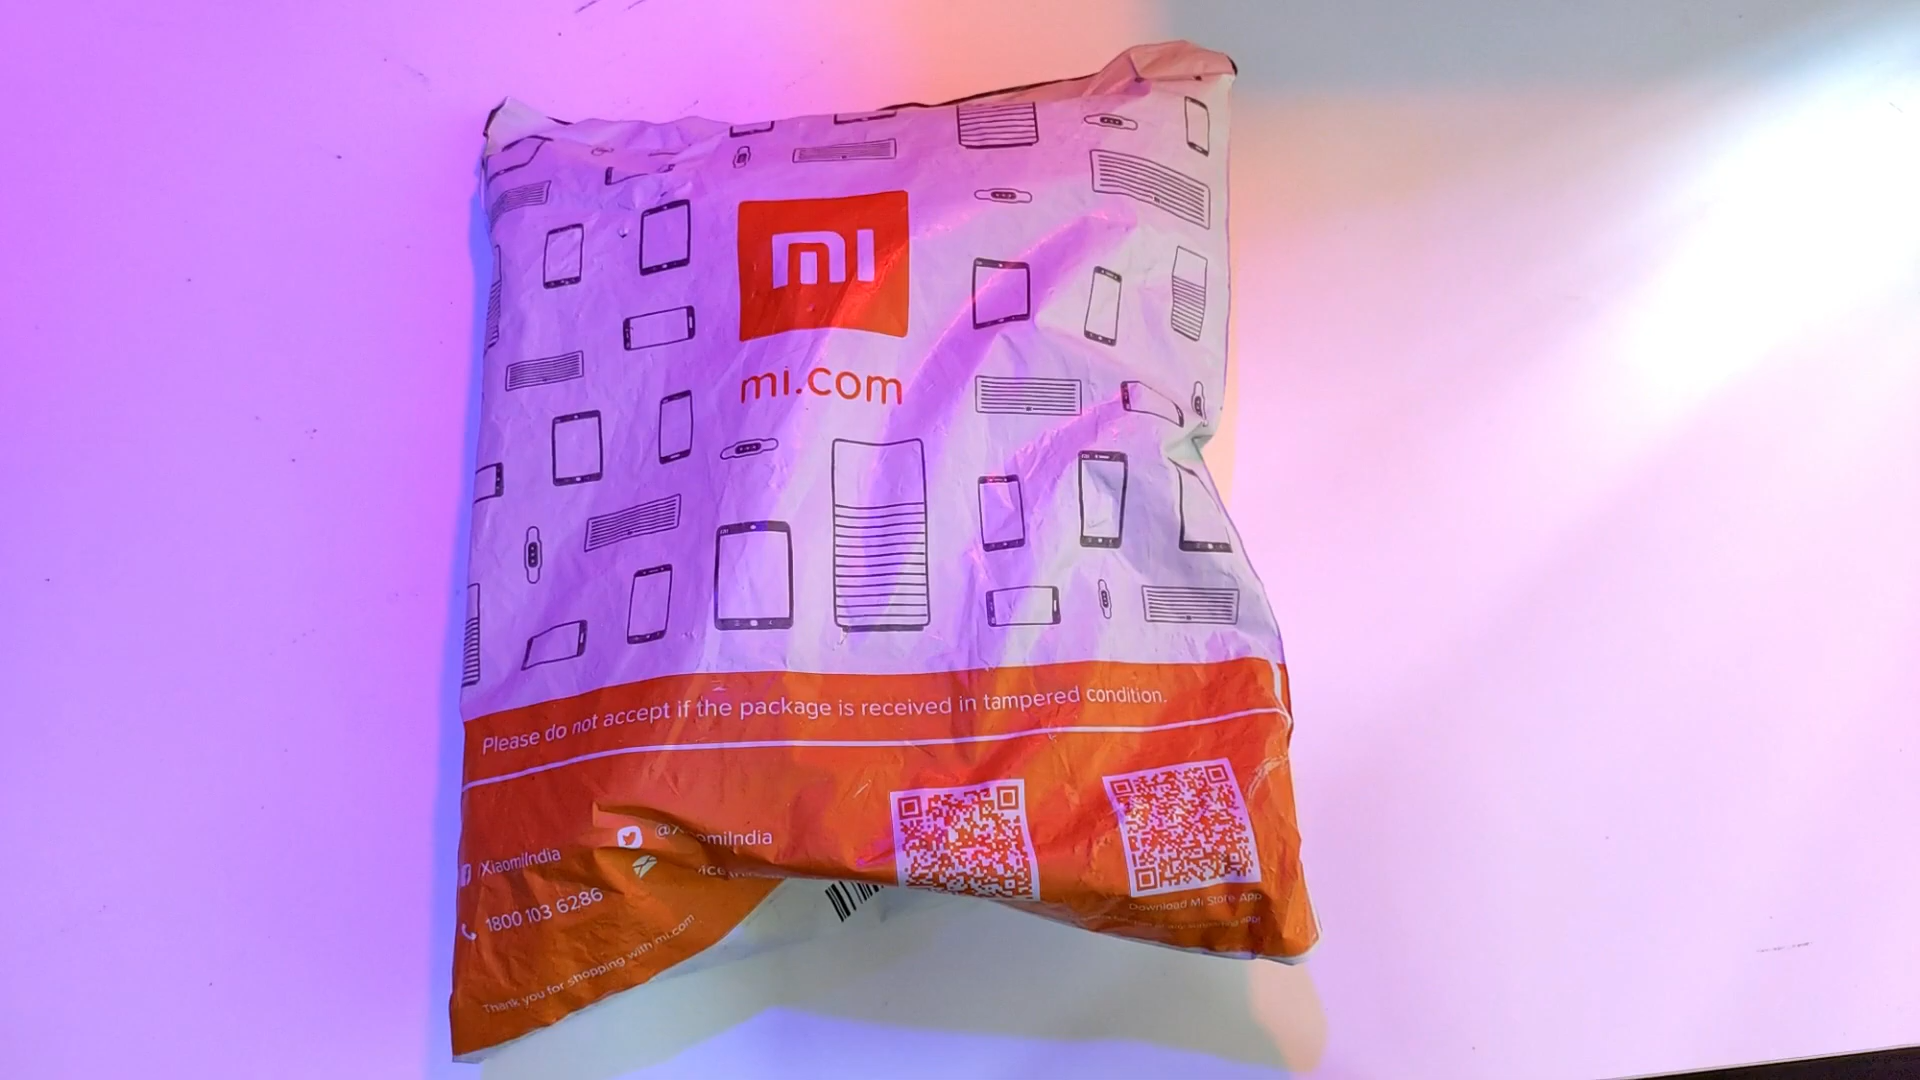 mi
mi.com
Please do not accept if the package is received in tampered condition.
/XiaomiIndia
1800 103 6286
Thank you for shopping with mi.com
Download Mi Store App